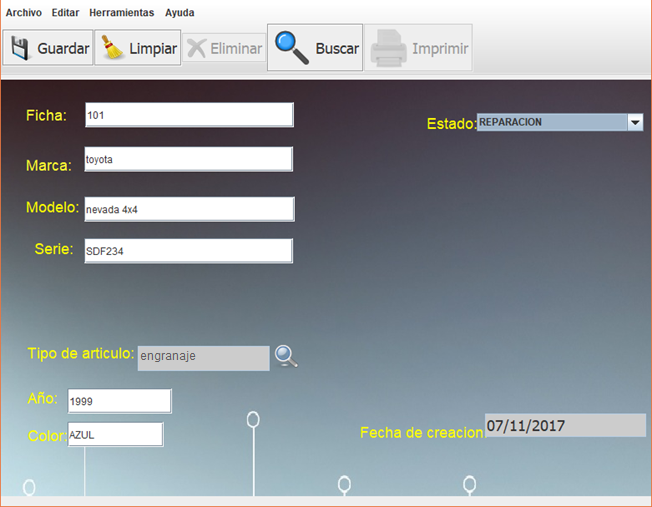 Archivo Editar Herramientas Ayuda
Guardar Limpiar Eliminar Buscar Imprimir
Ficha: 101
Estado: REPARACION
Marca: toyota
Modelo: nevada 4x4
Serie: SDF234
Tipo de articulo: engranaje
Año: 1999
Color: AZUL
Fecha de creacion: 07/11/2017